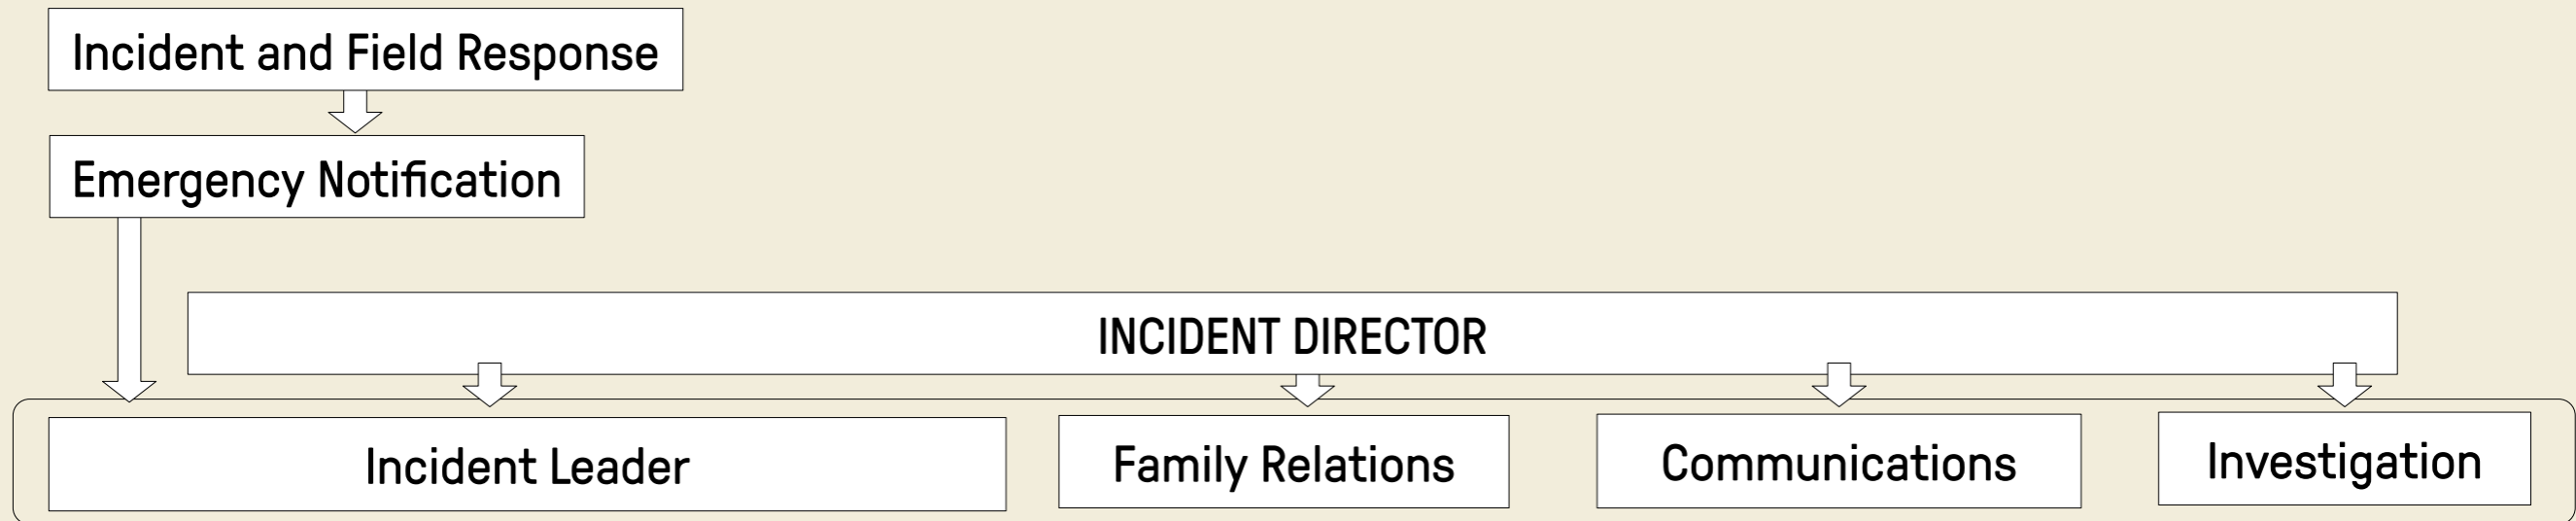 Incident and Field Response
Emergency Notification
INCIDENT DIRECTOR
Incident Leader
Family Relations
Communications
Investigation